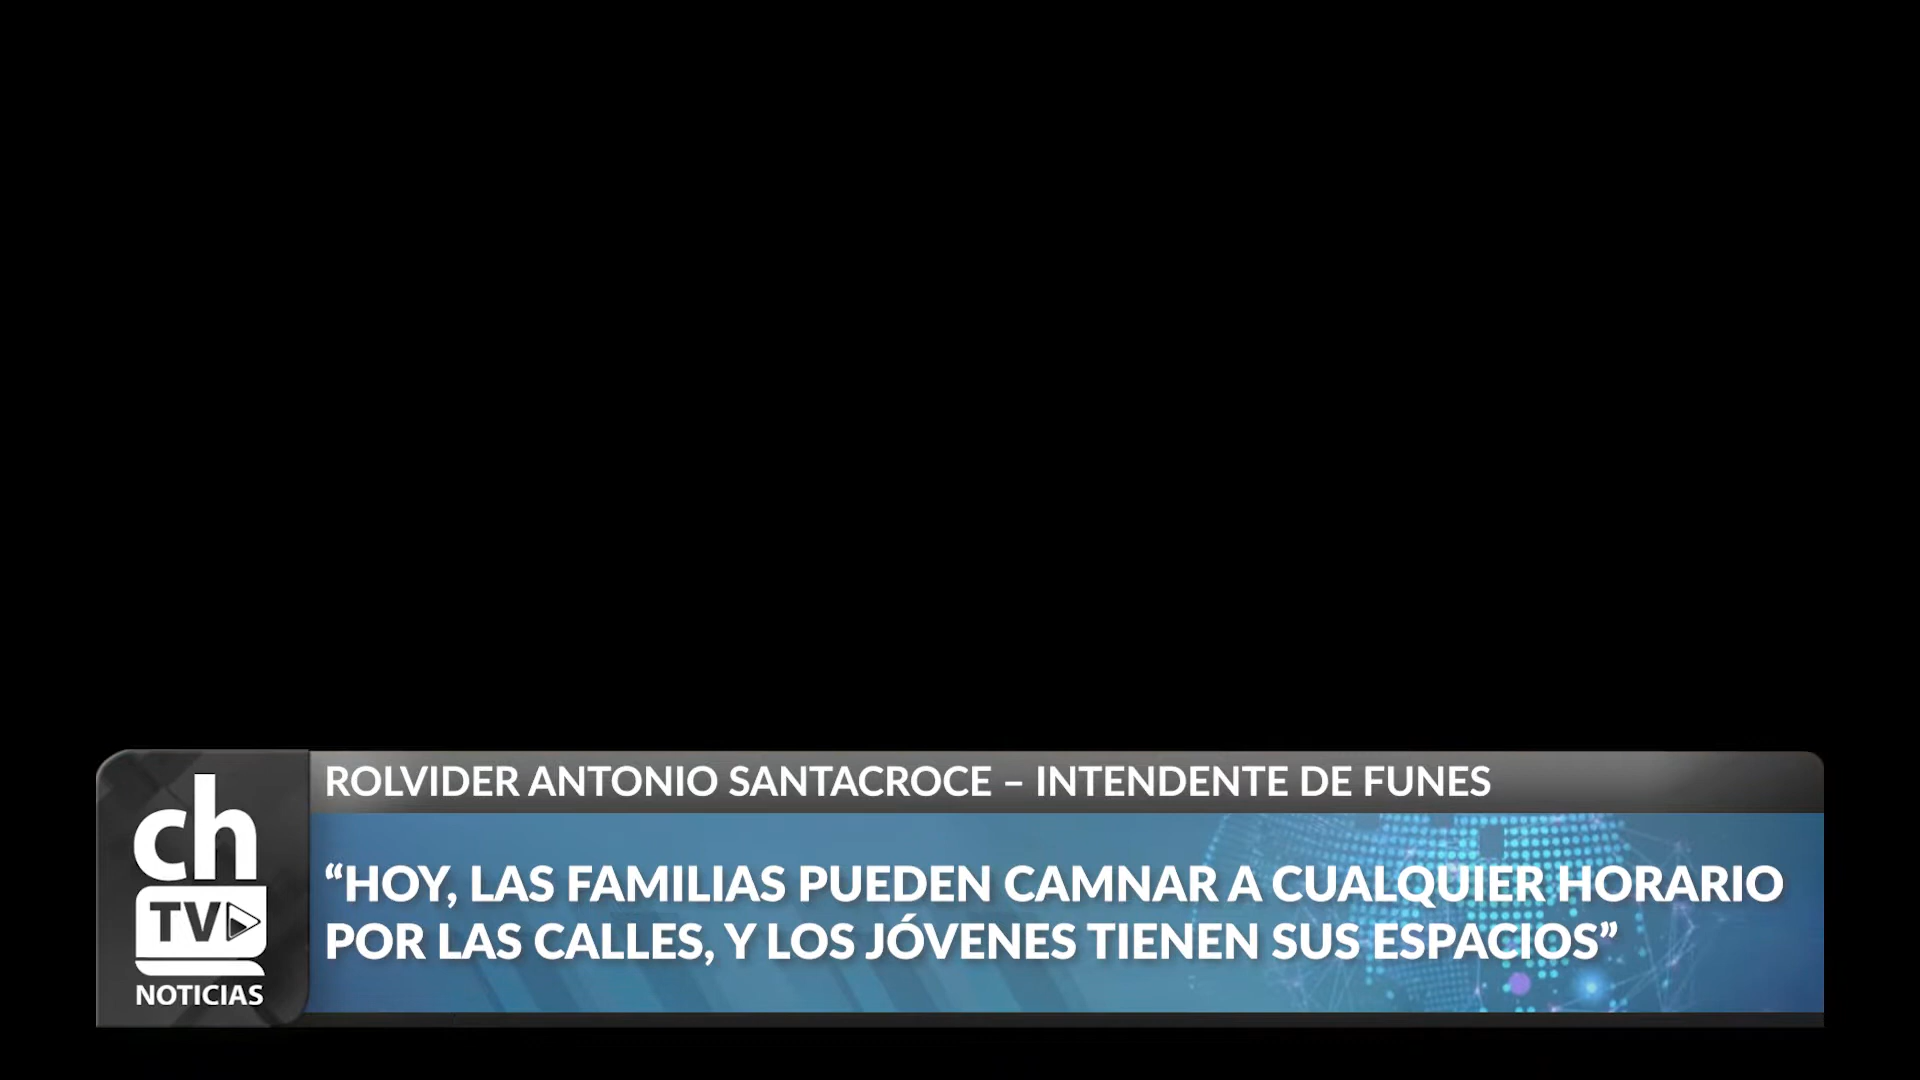 ROLVIDER ANTONIO SANTACROCE – INTENDENTE DE FUNES
ch
TV
NOTICIAS
“HOY, LAS FAMILIAS PUEDEN CAMNAR A CUALQUIER HORARIO
POR LAS CALLES, Y LOS JÓVENES TIENEN SUS ESPACIOS”